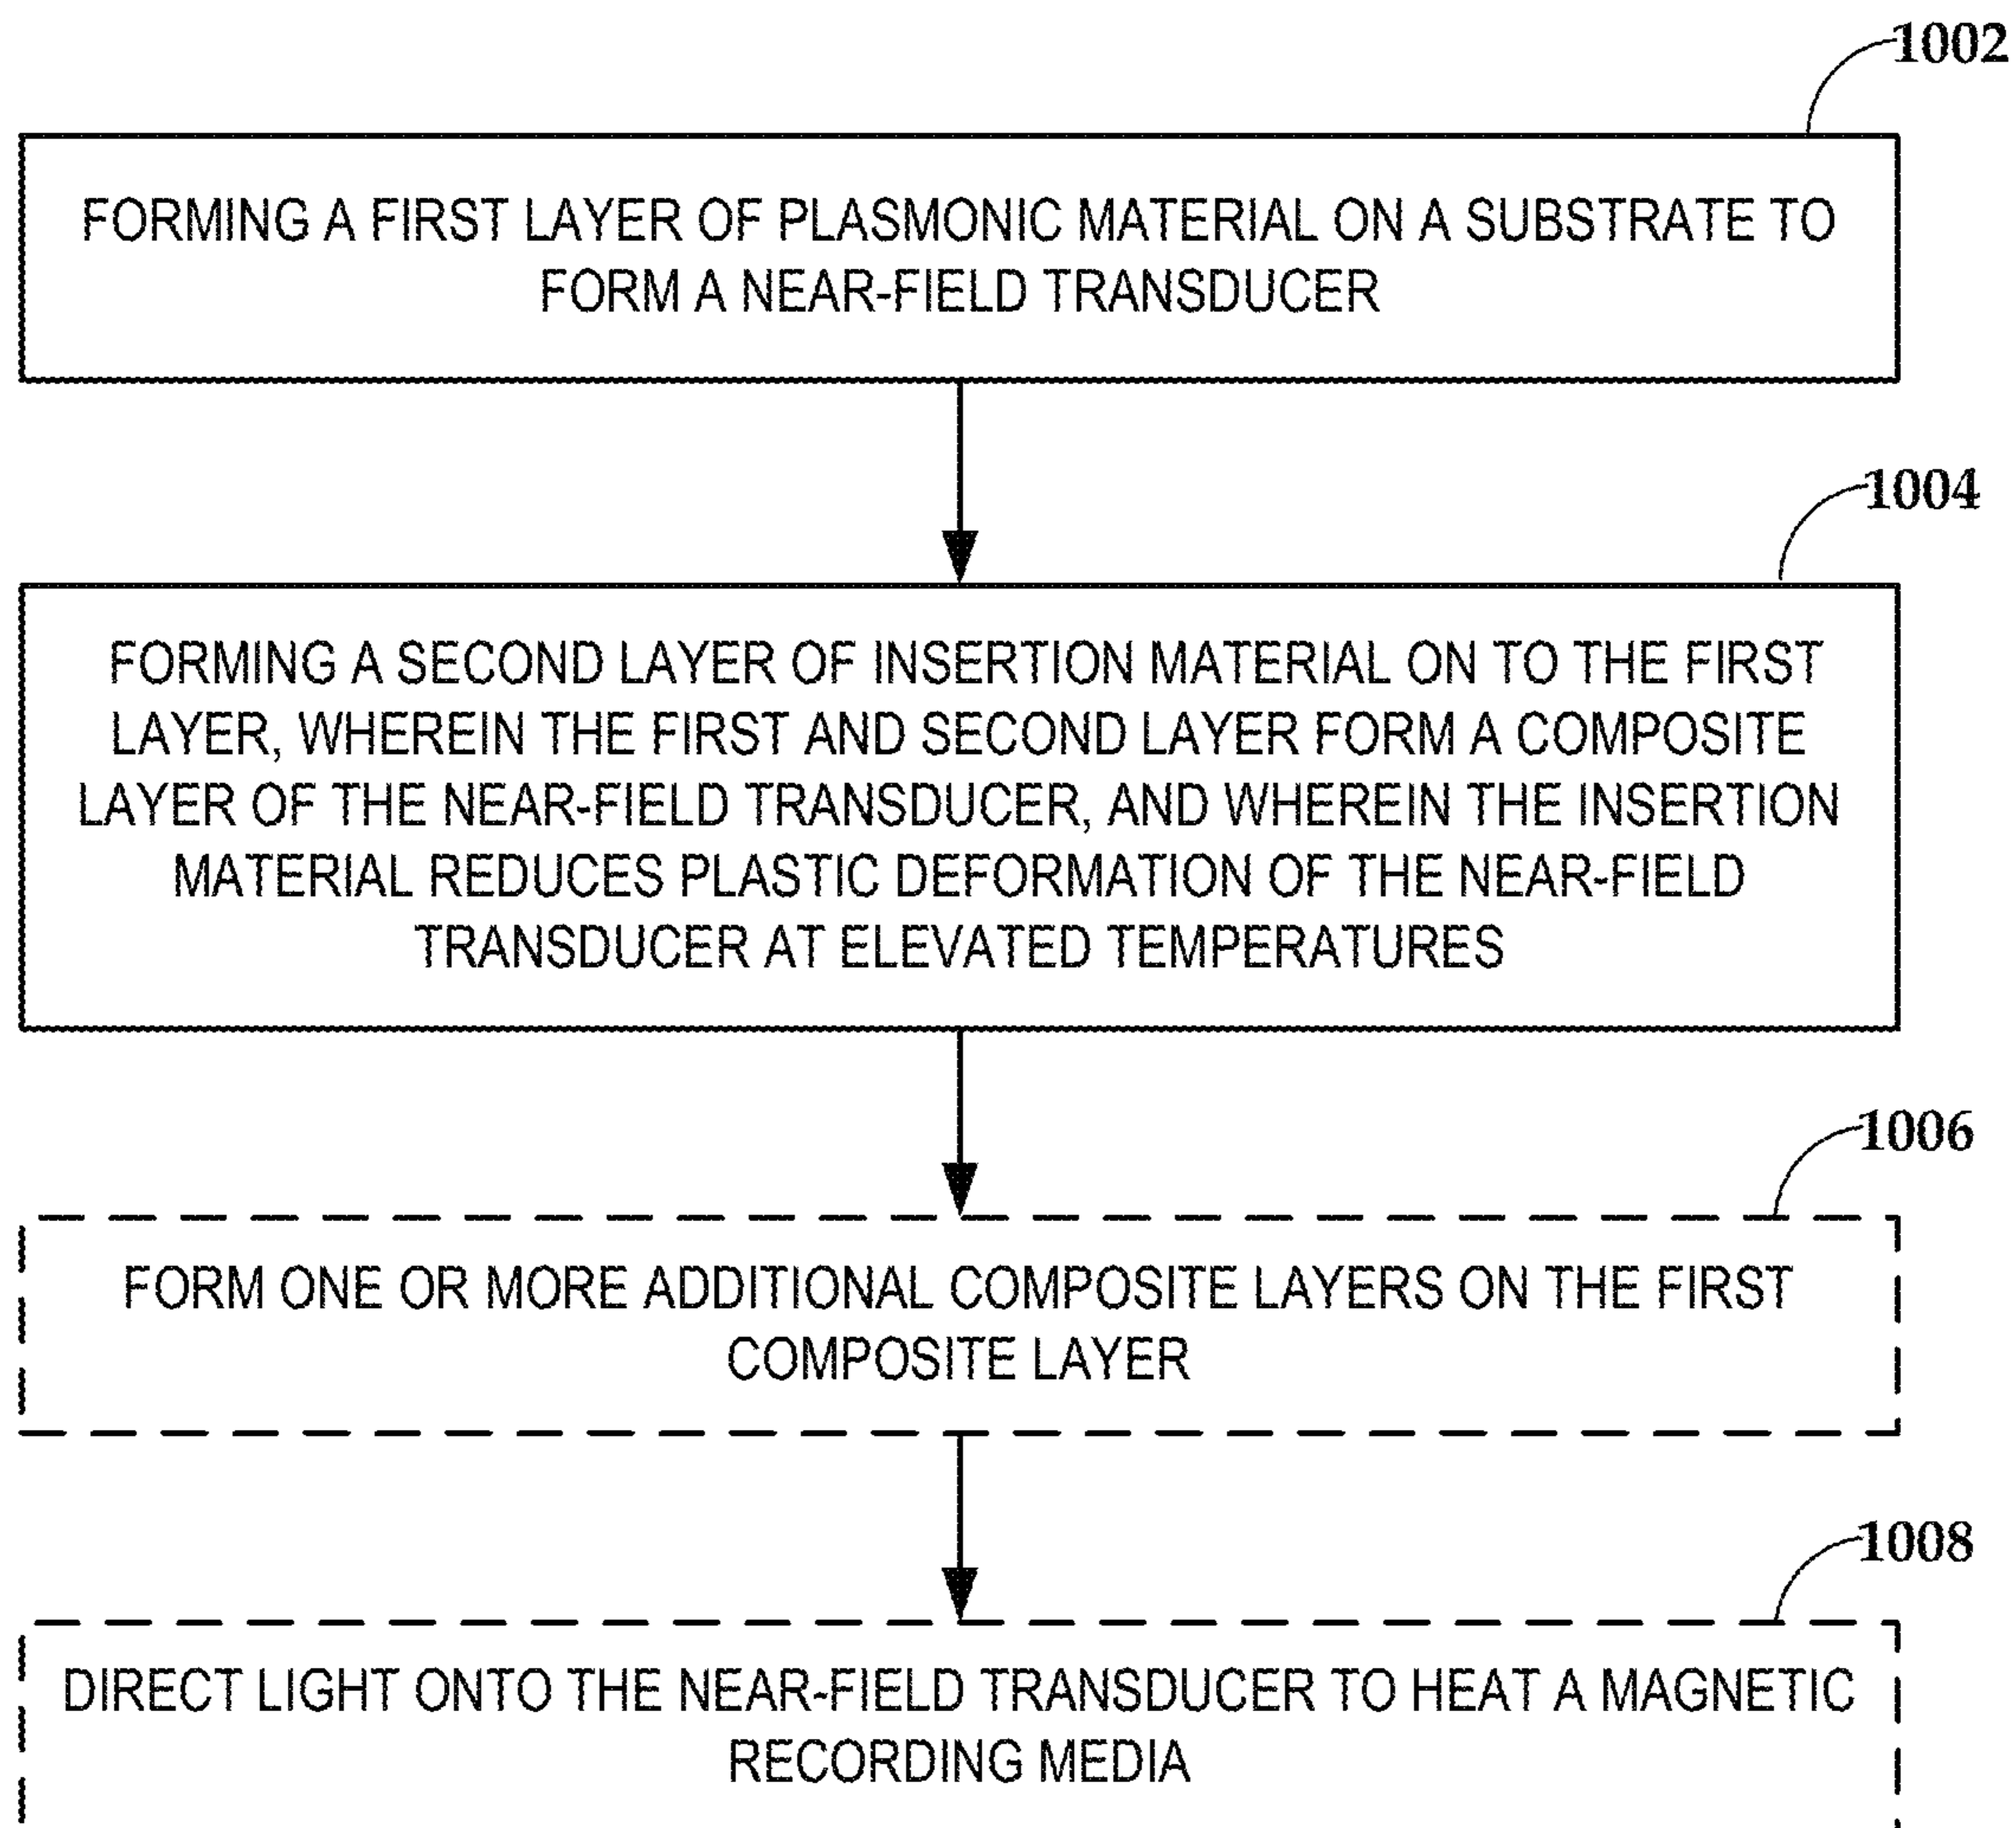 1002
FORMING A FIRST LAYER OF PLASMONIC MATERIAL ON A SUBSTRATE TO
FORM A NEAR-FIELD TRANSDUCER
1004
FORMING A SECOND LAYER OF INSERTION MATERIAL ON TO THE FIRST
LAYER, WHEREIN THE FIRST AND SECOND LAYER FORM A COMPOSITE
LAYER OF THE NEAR-FIELD TRANSDUCER, AND WHEREIN THE INSERTION
MATERIAL REDUCES PLASTIC DEFORMATION OF THE NEAR-FIELD
TRANSDUCER AT ELEVATED TEMPERATURES
1006
FORM ONE OR MORE ADDITIONAL COMPOSITE LAYERS ON THE FIRST
COMPOSITE LAYER
1008
DIRECT LIGHT ONTO THE NEAR-FIELD TRANSDUCER TO HEAT A MAGNETIC
RECORDING MEDIA